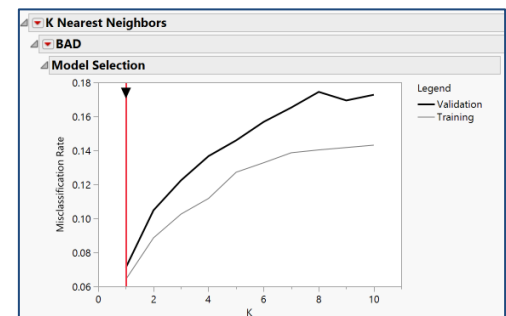 K Nearest Neighbors
BAD
Model Selection
0.18
0.16
0.14
0.12
0.10
0.08
0.06
Misclassification Rate
0 2 4 6 8 10
K
Legend
Validation
Training